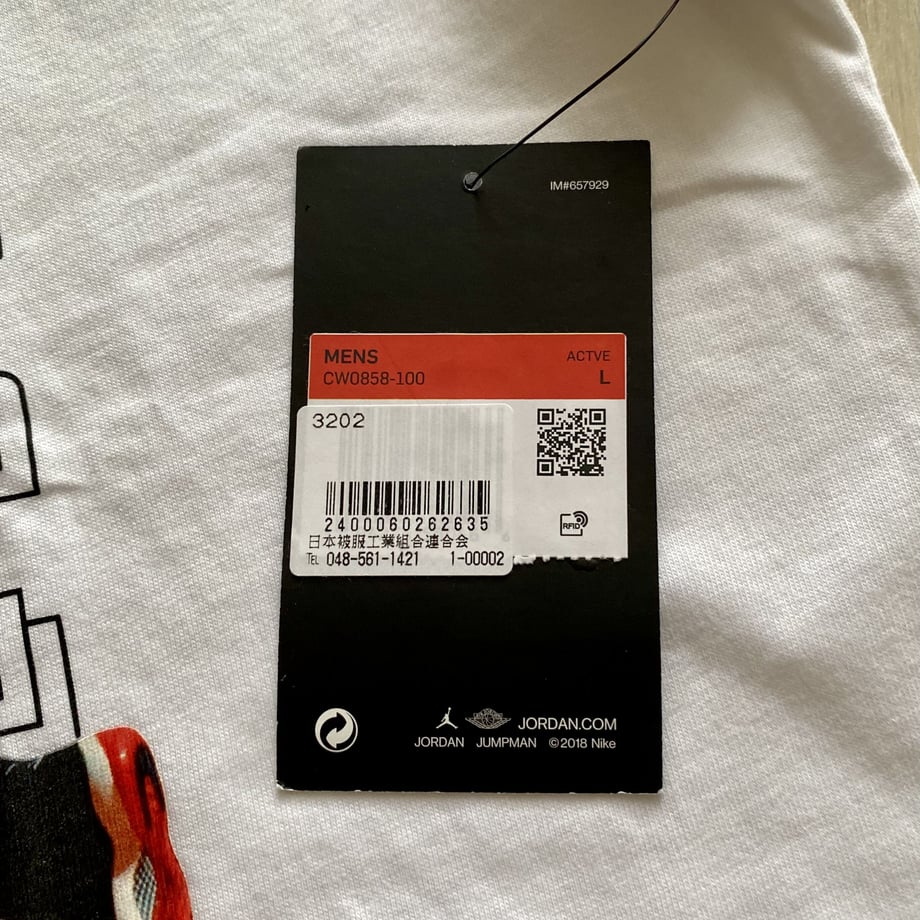 IM#657929
MENS ACTVE
CW0858-100 L
3202
2400060262635
日本被服工業組合連合会
TEL 048-561-1421 1-00002
RFID
JORDAN.COM
JORDAN JUMPMAN ©2018 Nike